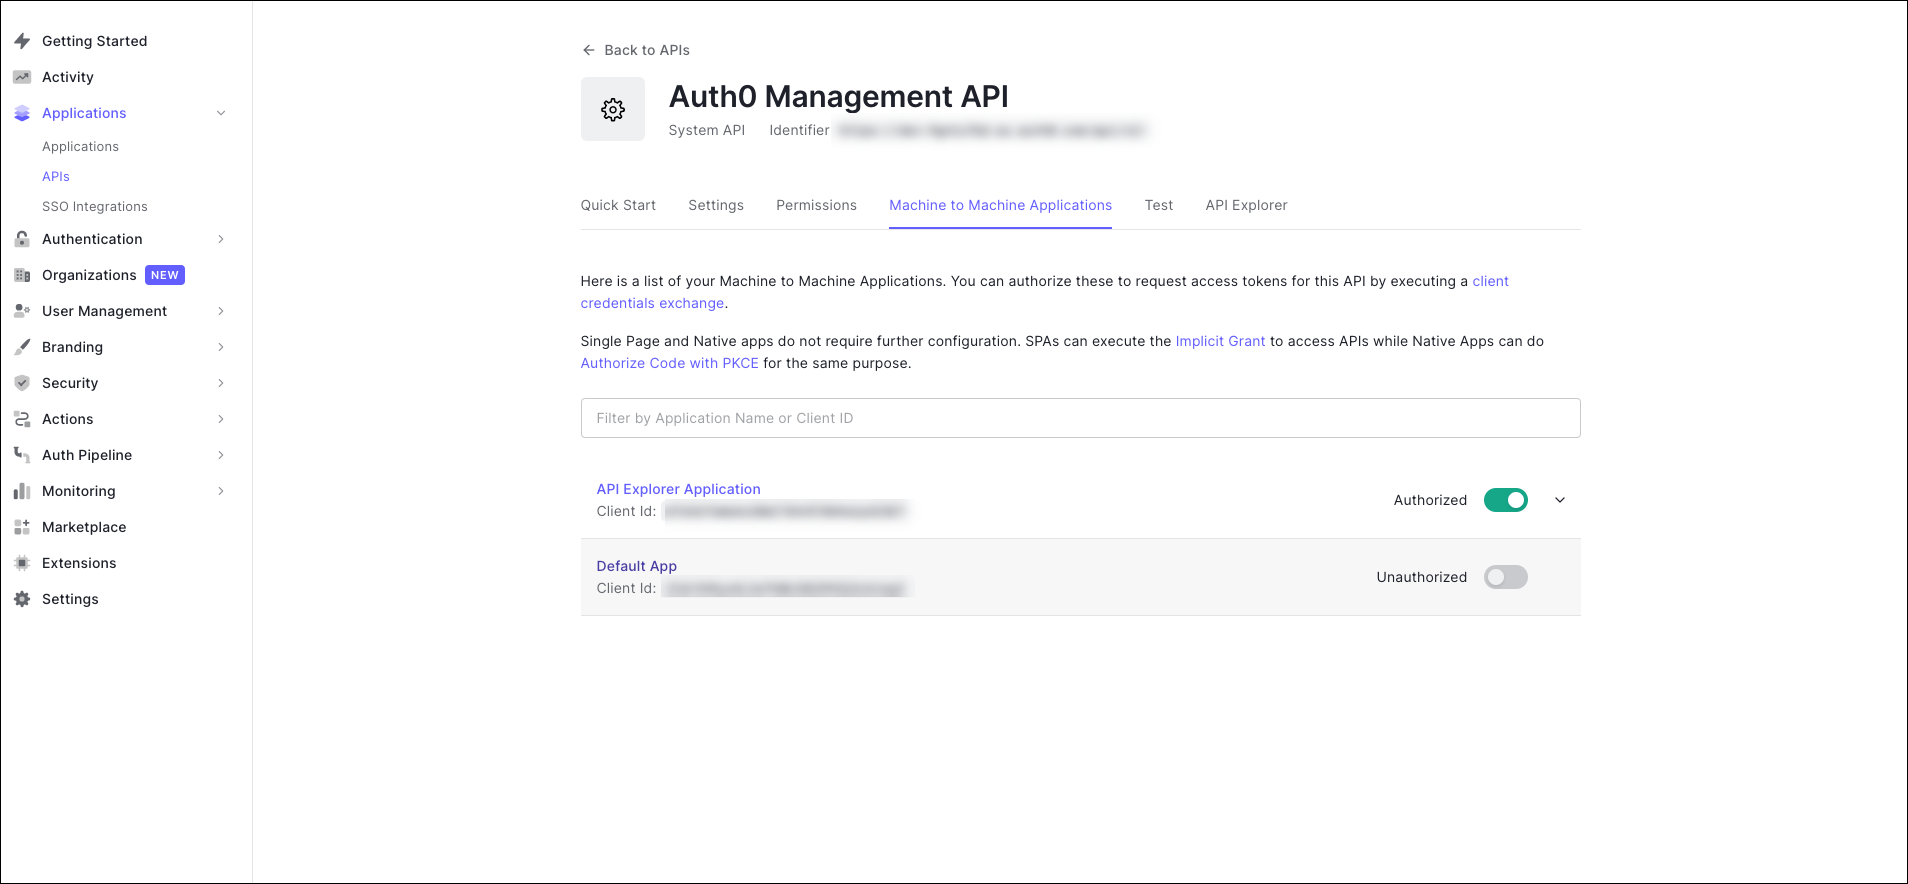 Getting Started
Activity
Applications
Applications
APIs
SSO Integrations
Authentication
Organizations NEW
User Management
Branding
Security
Actions
Auth Pipeline
Monitoring
Marketplace
Extensions
Settings
Back to APIs
Auth0 Management API
System API Identifier
Quick Start Settings Permissions Machine to Machine Applications Test API Explorer
Here is a list of your Machine to Machine Applications. You can authorize these to request access tokens for this API by executing a client
credentials exchange.
Single Page and Native apps do not require further configuration. SPAs can execute the Implicit Grant to access APIs while Native Apps can do
Authorize Code with PKCE for the same purpose.
Filter by Application Name or Client ID
API Explorer Application
Client Id:
Authorized
Default App
Client Id:
Unauthorized